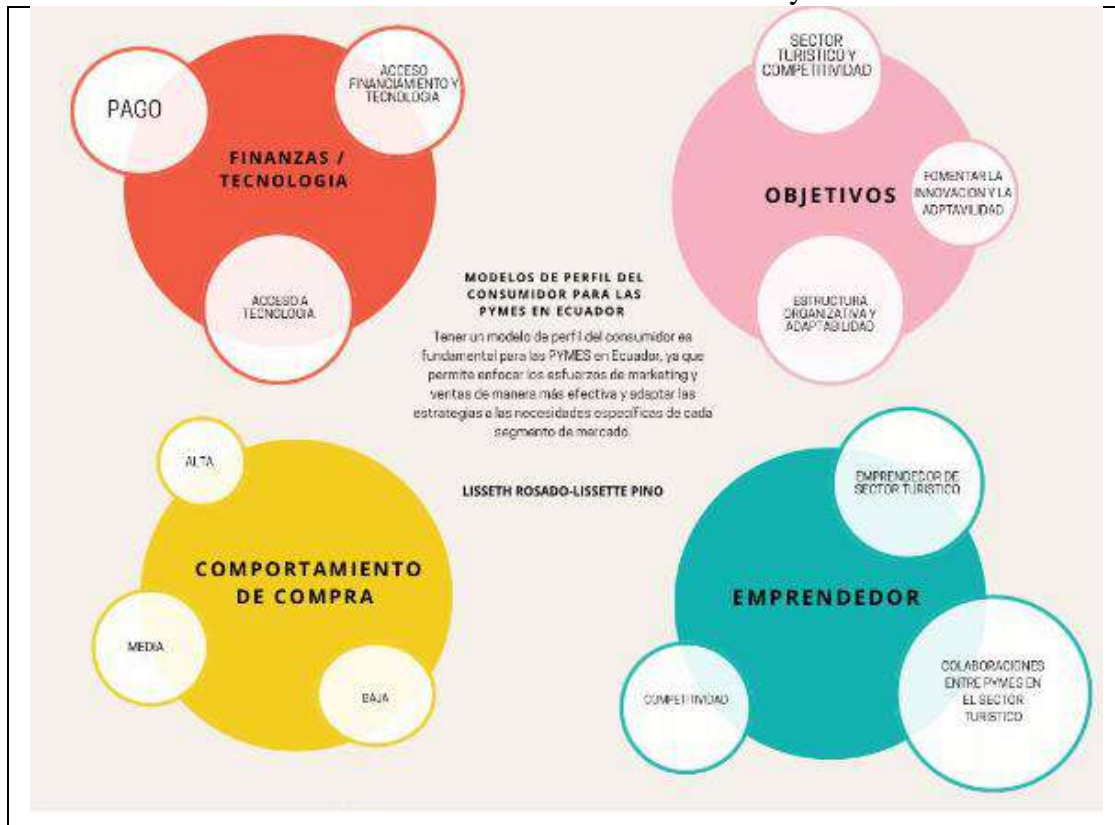 PAGO
ACCESO
FINANCIAMIENTO Y
TECNOLOGIA
FINANZAS /
TECNOLOGIA
ACCESO A
TECNOLOGIA
SECTOR
TURISTICO Y
COMPETITIVIDAD
OBJETIVOS
FOMENTAR LA
INNOVACION Y LA
ADPTAVILIDAD
ESTRUCTURA
ORGANIZATIVA Y
ADAPTABILIDAD
MODELOS DE PERFIL DEL
CONSUMIDOR PARA LAS
PYMES EN ECUADOR
Tener un modelo de perfil del consumidor es
fundamental para las PYMES en Ecuador, ya que
permite enfocar los esfuerzos de marketing y
ventas de manera más efectiva y adaptar las
estrategias a las necesidades específicas de cada
segmento de mercado.
LISSETH ROSADO-LISSETTE PINO
ALTA
COMPORTAMIENTO
DE COMPRA
MEDIA
BAJA
EMPRENDEDOR DE
SECTOR TURISTICO
EMPRENDEDOR
COMPETITIVIDAD
COLABORACIONES
ENTRE PYMES EN
EL SECTOR
TURISTICO